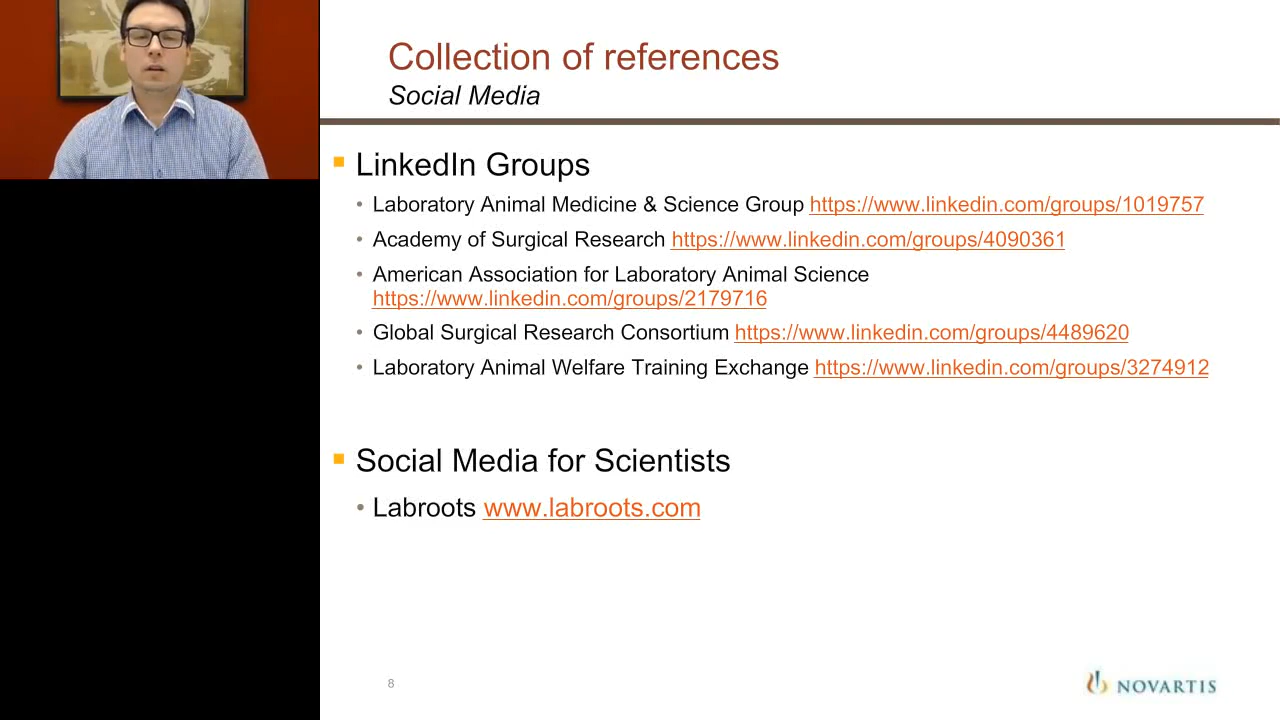 Collection of references
Social Media
LinkedIn Groups
Laboratory Animal Medicine & Science Group https://www.linkedin.com/groups/1019757
Academy of Surgical Research https://www.linkedin.com/groups/4090361
American Association for Laboratory Animal Science
https://www.linkedin.com/groups/2179716
Global Surgical Research Consortium https://www.linkedin.com/groups/4489620
Laboratory Animal Welfare Training Exchange https://www.linkedin.com/groups/3274912
Social Media for Scientists
Labroots www.labroots.com
8
NOVARTIS